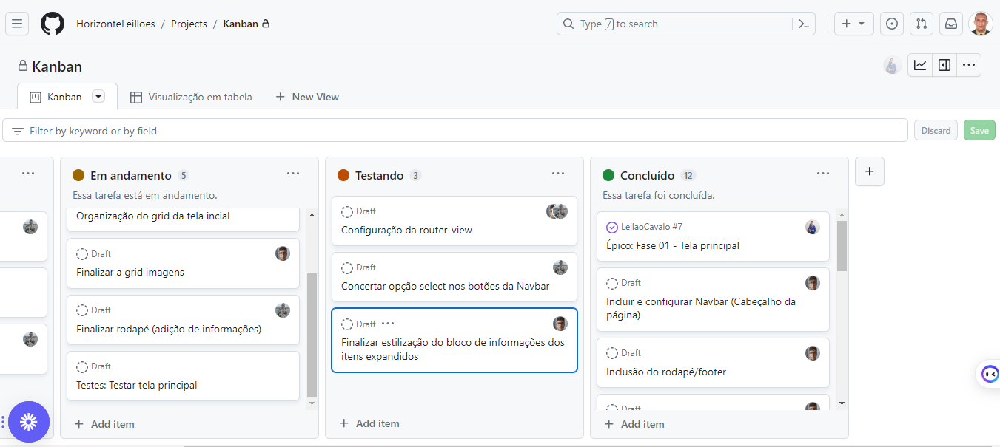 HorizonteLeilloes / Projects / Kanban
Type / to search
Kanban
Kanban
Visualização em tabela
New View
Filter by keyword or by field
Discard
Save
Em andamento 5
Essa tarefa está em andamento.
Organização do grid da tela incial
Draft
Finalizar a grid imagens
Draft
Finalizar rodapé (adição de informações)
Draft
Testes: Testar tela principal
Add item
Testando 3
Draft
Configuração da router-view
Draft
Concertar opção select nos botões da Navbar
Draft
Finalizar estilização do bloco de informações dos
itens expandidos
Add item
Concluído 12
Essa tarefa foi concluída.
LeilaoCavalo #7
Épico: Fase 01 - Tela principal
Draft
Incluir e configurar Navbar (Cabeçalho da
página)
Draft
Inclusão do rodapé/footer
Draft
Add item